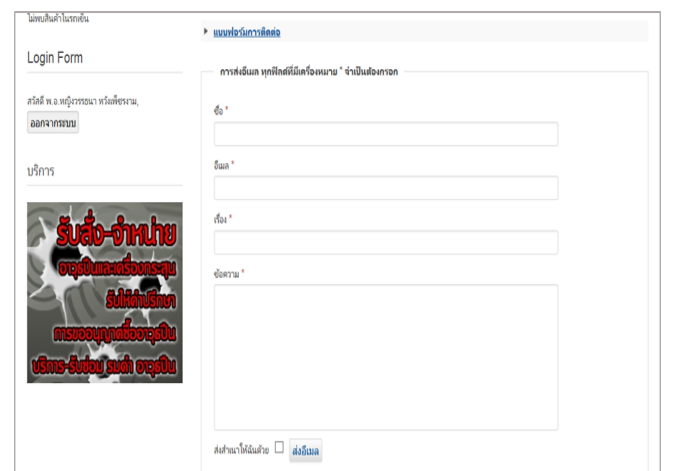 ไม่พบสินค้าในรถเข็น
แบบฟอร์มการติดต่อ
Login Form
การส่งอีเมล ทุกฟิลด์ที่มีเครื่องหมาย * จำเป็นต้องกรอก
สวัสดี พ.อ.หญิงวรรธนา หวังเพ็ชรงาม,
ออกจากระบบ
ชื่อ *
บริการ
อีเมล *
เรื่อง *
ข้อความ *
รับสั่ง-จำหน่าย
อาวุธปืนและเครื่องกระสุน
รับให้คำปรึกษา
การขออนุญาตซื้ออาวุธปืน
บริการ-รับซ่อม รมดำ อาวุธปืน
ส่งสำเนาให้ฉันด้วย
ส่งอีเมล